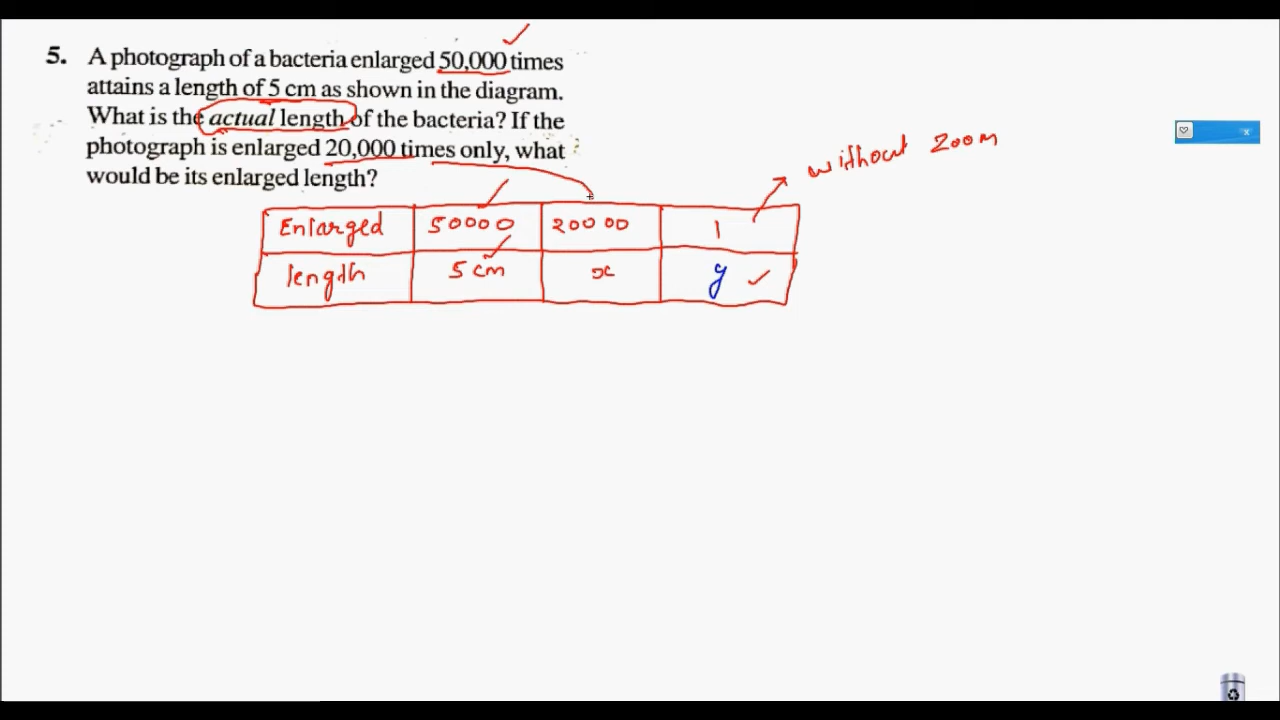 5. A photograph of a bacteria enlarged 50,000 times
attains a length of 5 cm as shown in the diagram.
What is the actual length of the bacteria? If the
photograph is enlarged 20,000 times only, what
would be its enlarged length?
without zoom
Enlarged 50000 20000 1
length 5 cm x y